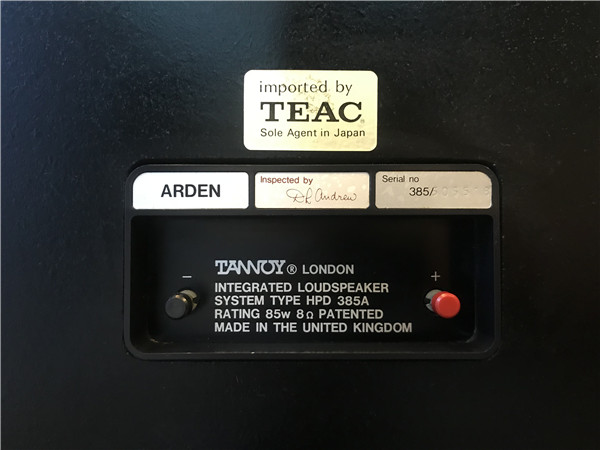 imported by
TEAC®
Sole Agent in Japan
ARDEN
Inspected by
Serial no
385/
− +
TANNOY® LONDON
INTEGRATED LOUDSPEAKER
SYSTEM TYPE HPD 385A
RATING 85w 8Ω PATENTED
MADE IN THE UNITED KINGDOM